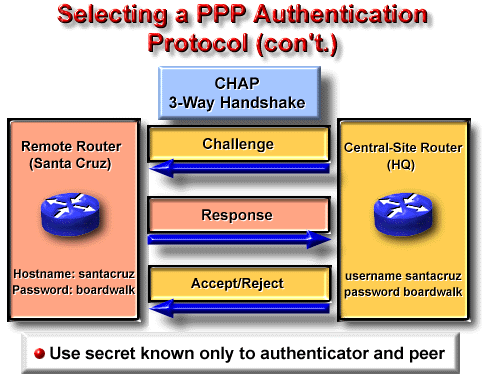 Selecting a PPP Authentication
Protocol (con't.)
CHAP
3-Way Handshake
Remote Router
(Santa Cruz)
Hostname: santacruz
Password: boardwalk
Challenge
Response
Accept/Reject
Central-Site Router
(HQ)
username santacruz
password boardwalk
Use secret known only to authenticator and peer